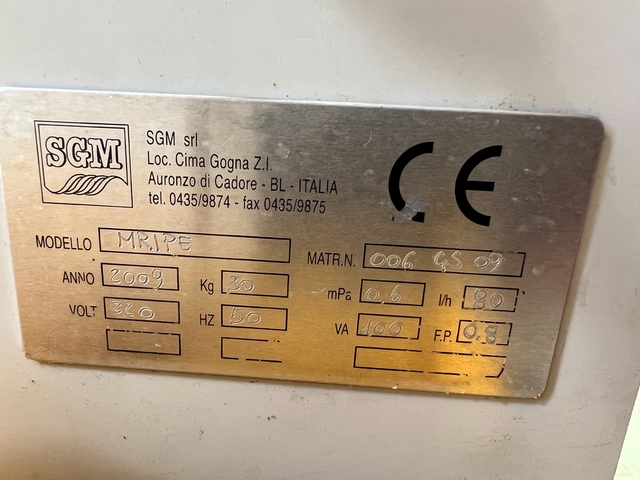 SGM
SGM srl
Loc. Cima Gogna Z.I.
Auronzo di Cadore - BL - ITALIA
tel. 0435/9874 - fax 0435/9875
CE
MODELLO MR.IPE MATR.N. 006 GS 09
ANNO 2009 Kg 30 mPa 0.6 l/h 80
VOLT HZ 50 VA 100 F.P. 0.8